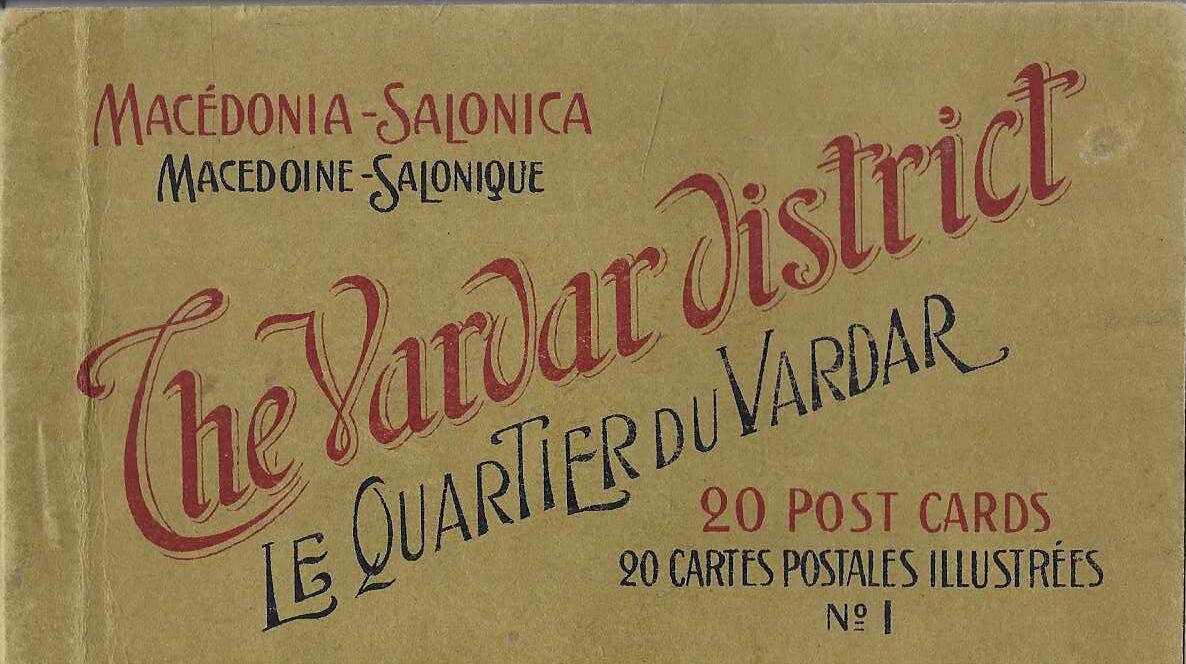 MACÉDONIA-SALONICA
MACEDOINE-SALONIQUE
The Vardar district
LE QUARTIER DU VARDAR
20 POST CARDS
20 CARTES POSTALES ILLUSTRÉES
Nº 1